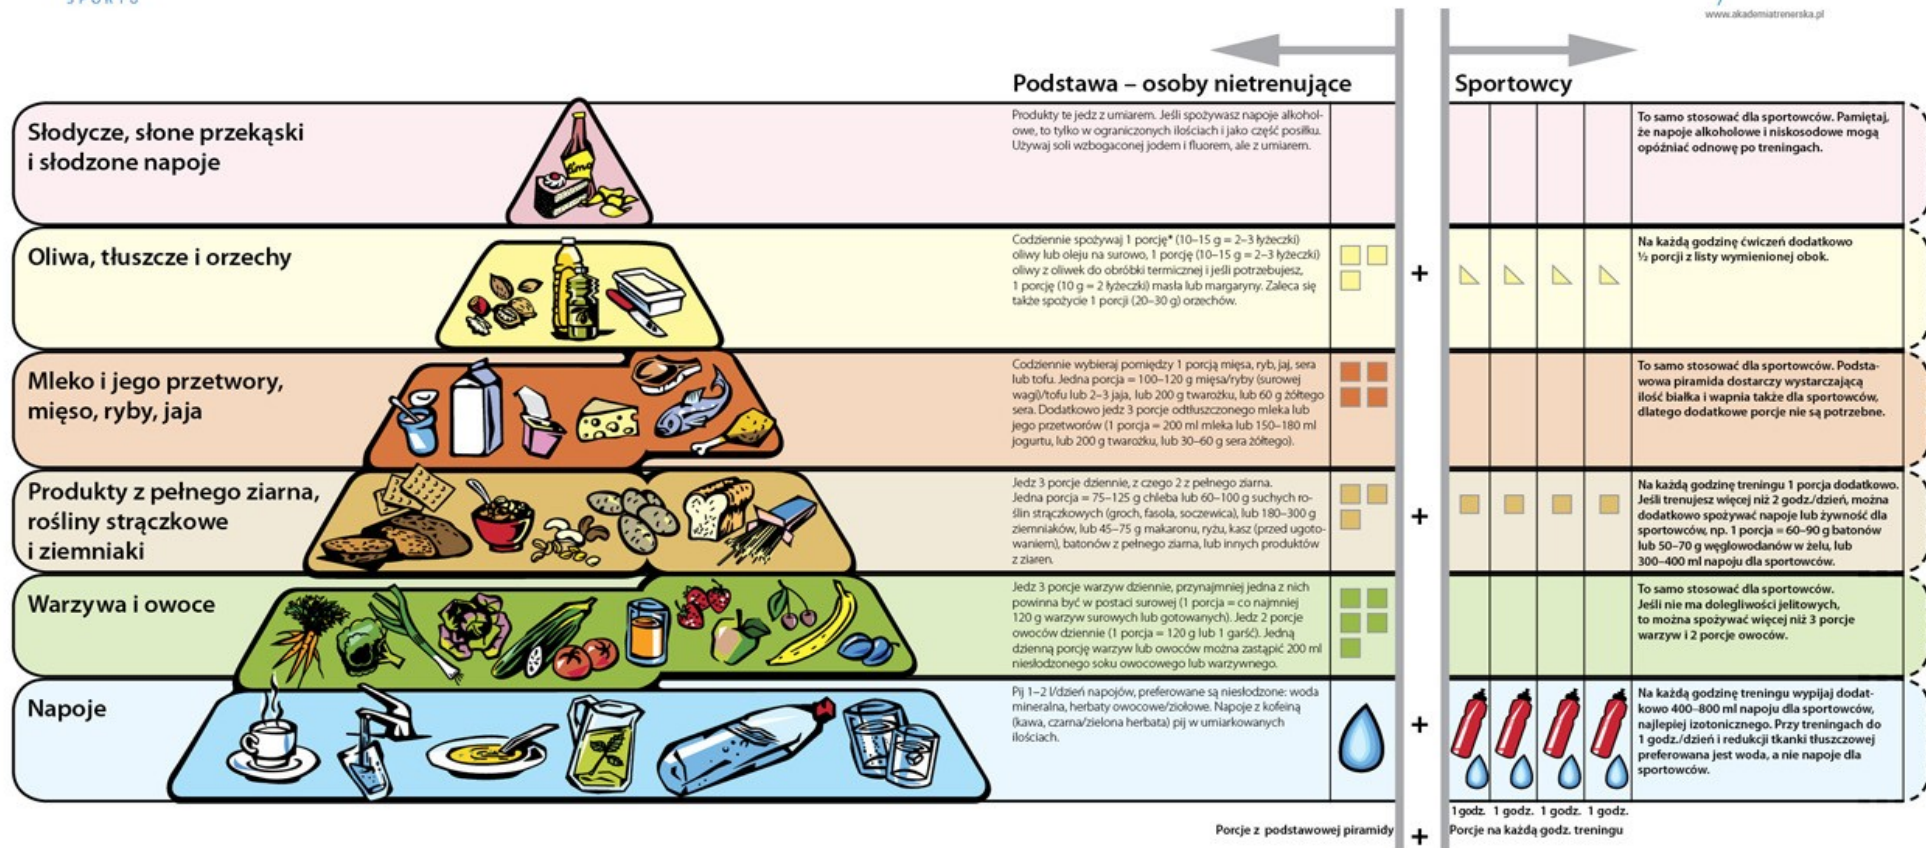 SPORTU
www.akademiatrenerska.pl
Podstawa – osoby nietrenujące
Sportowcy
Słodycze, słone przekąski
i słodzone napoje
limo
Produkty te jedz z umiarem. Jeśli spożywasz napoje alkohol-
owe, to tylko w ograniczonych ilościach i jako część posiłku.
Używaj soli wzbogaconej jodem i fluorem, ale z umiarem.
To samo stosować dla sportowców. Pamiętaj,
że napoje alkoholowe i niskosodowe mogą
opóźniać odnowę po treningach.
Oliwa, tłuszcze i orzechy
Codziennie spożywaj 1 porcję* (10–15 g = 2–3 łyżeczki)
oliwy lub oleju na surowo, 1 porcję (10–15 g = 2–3 łyżeczki)
oliwy z oliwek do obróbki termicznej i jeśli potrzebujesz,
1 porcję (10 g = 2 łyżeczki) masła lub margaryny. Zaleca się
także spożycie 1 porcji (20–30 g) orzechów.
+
Na każdą godzinę ćwiczeń dodatkowo
½ porcji z listy wymienionej obok.
Mleko i jego przetwory,
mięso, ryby, jaja
Codziennie wybieraj pomiędzy 1 porcją mięsa, ryb, jaj, sera
lub tofu. Jedna porcja = 100–120 g mięsa/ryby (surowej
wagi)/tofu lub 2–3 jaja, lub 200 g twarożku, lub 60 g żółtego
sera. Dodatkowo jedz 3 porcje odtłuszczonego mleka lub
jego przetworów (1 porcja = 200 ml mleka lub 150–180 ml
jogurtu, lub 200 g twarożku, lub 30–60 g sera żółtego).
To samo stosować dla sportowców. Podsta-
wowa piramida dostarczy wystarczającą
ilość białka i wapnia także dla sportowców,
dlatego dodatkowe porcje nie są potrzebne.
Produkty z pełnego ziarna,
rośliny strączkowe
i ziemniaki
Jedz 3 porcje dziennie, z czego 2 z pełnego ziarna.
Jedna porcja = 75–125 g chleba lub 60–100 g suchych ro-
ślin strączkowych (groch, fasola, soczewica), lub 180–300 g
ziemniaków, lub 45–75 g makaronu, ryżu, kasz (przed ugoto-
waniem), batonów z pełnego ziarna, lub innych produktów
z ziaren.
+
Na każdą godzinę treningu 1 porcja dodatkowo.
Jeśli trenujesz więcej niż 2 godz./dzień, można
dodatkowo spożywać napoje lub żywność dla
sportowców, np. 1 porcja = 60–90 g batonów
lub 50–70 g węglowodanów w żelu, lub
300–400 ml napoju dla sportowców.
Warzywa i owoce
Jedz 3 porcje warzyw dziennie, przynajmniej jedna z nich
powinna być w postaci surowej (1 porcja = co najmniej
120 g warzyw surowych lub gotowanych). Jedz 2 porcje
owoców dziennie (1 porcja = 120 g lub 1 garść). Jedną
dzienną porcję warzyw lub owoców można zastąpić 200 ml
niesłodzonego soku owocowego lub warzywnego.
To samo stosować dla sportowców.
Jeśli nie ma dolegliwości jelitowych,
to można spożywać więcej niż 3 porcje
warzyw i 2 porcje owoców.
Napoje
Pij 1–2 l/dzień napojów, preferowane są niesłodzone: woda
mineralna, herbaty owocowe/ziołowe. Napoje z kofeiną
(kawa, czarna/zielona herbata) pij w umiarkowanych
ilościach.
+
Na każdą godzinę treningu wypijaj dodat-
kowo 400–800 ml napoju dla sportowców,
najlepiej izotonicznego. Przy treningach do
1 godz./dzień i redukcji tkanki tłuszczowej
preferowana jest woda, a nie napoje dla
sportowców.
1 godz. 1 godz. 1 godz. 1 godz.
Porcje z podstawowej piramidy + Porcje na każdą godz. treningu